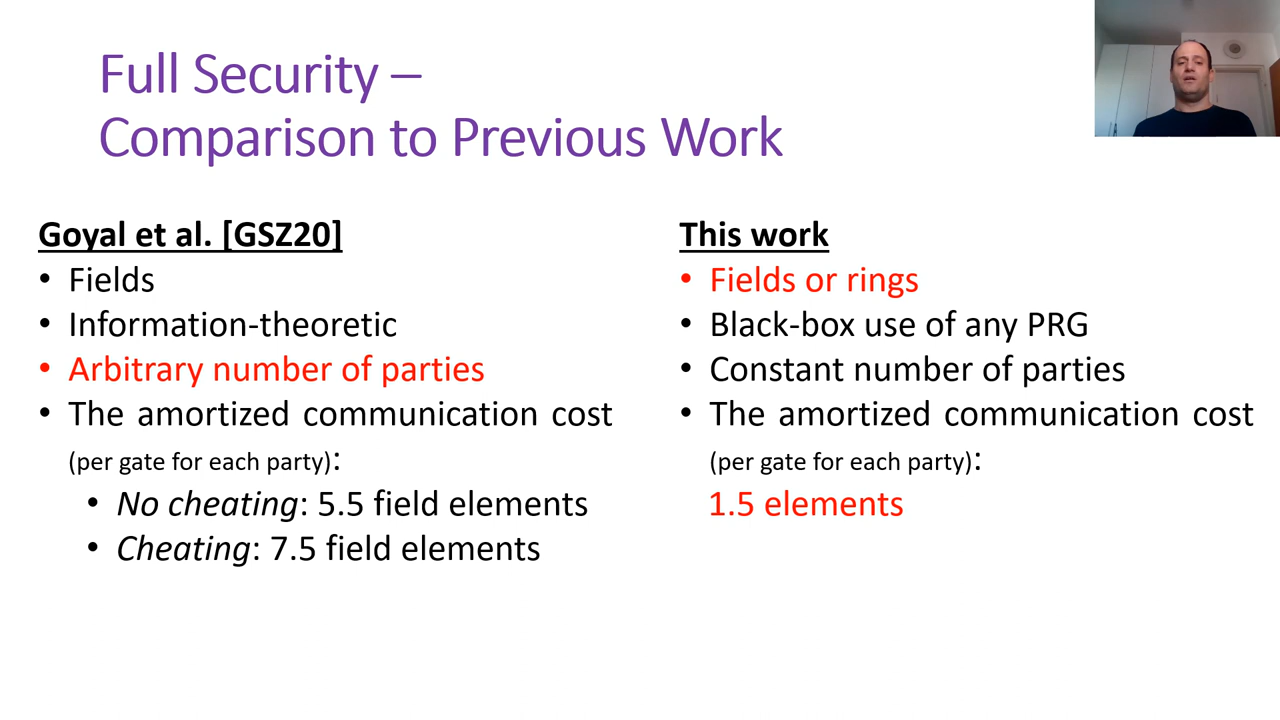 Full Security –
Comparison to Previous Work
Goyal et al. [GSZ20]
• Fields
• Information-theoretic
• Arbitrary number of parties
• The amortized communication cost
(per gate for each party):
• No cheating: 5.5 field elements
• Cheating: 7.5 field elements
This work
• Fields or rings
• Black-box use of any PRG
• Constant number of parties
• The amortized communication cost
(per gate for each party):
1.5 elements